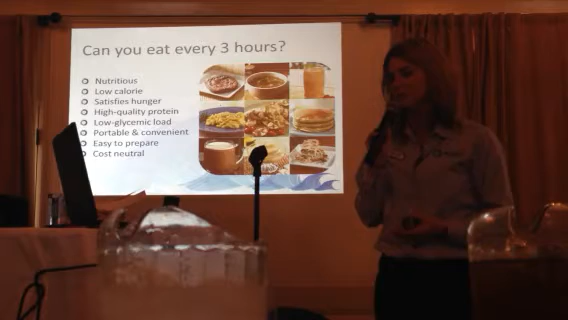 Can you eat every 3 hours?
Nutritious
Low calorie
Satisfies hunger
High-quality protein
Low-glycemic load
Portable & convenient
Easy to prepare
Cost neutral